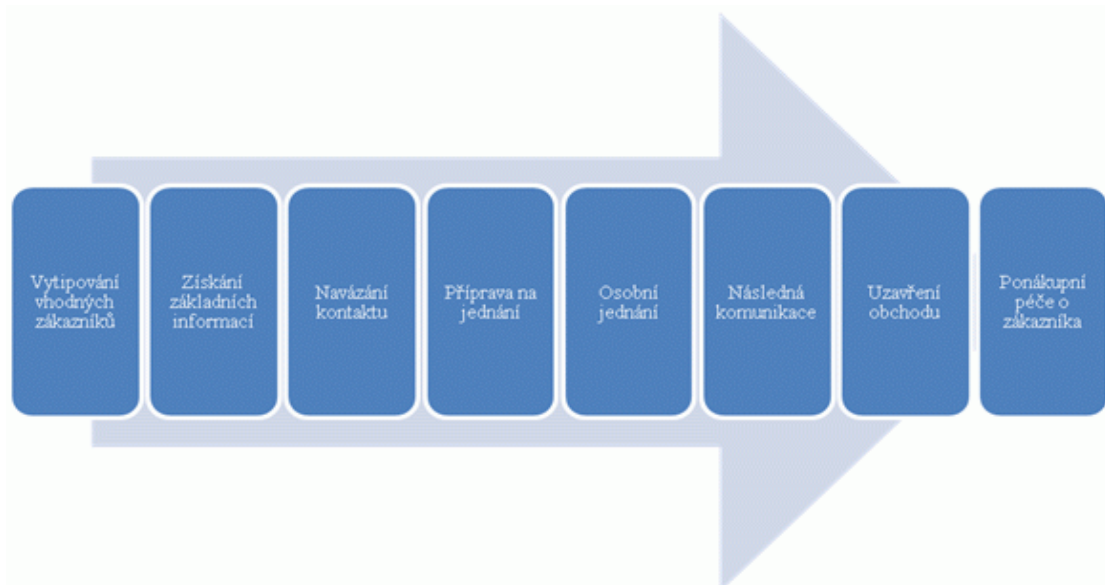 Vytipování
vhodných
zákazníků
Získání
základních
informací
Navázání
kontaktu
Příprava na
jednání
Osobní
jednání
Následná
komunikace
Uzavření
obchodu
Ponákupní
péče o
zákazníka